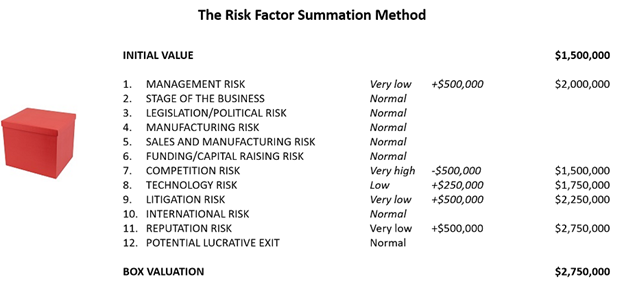 The Risk Factor Summation Method
INITIAL VALUE $1,500,000
1. MANAGEMENT RISK Very low +$500,000 $2,000,000
2. STAGE OF THE BUSINESS Normal
3. LEGISLATION/POLITICAL RISK Normal
4. MANUFACTURING RISK Normal
5. SALES AND MANUFACTURING RISK Normal
6. FUNDING/CAPITAL RAISING RISK Normal
7. COMPETITION RISK Very high -$500,000 $1,500,000
8. TECHNOLOGY RISK Low +$250,000 $1,750,000
9. LITIGATION RISK Very low +$500,000 $2,250,000
10. INTERNATIONAL RISK Normal
11. REPUTATION RISK Very low +$500,000 $2,750,000
12. POTENTIAL LUCRATIVE EXIT Normal
BOX VALUATION $2,750,000